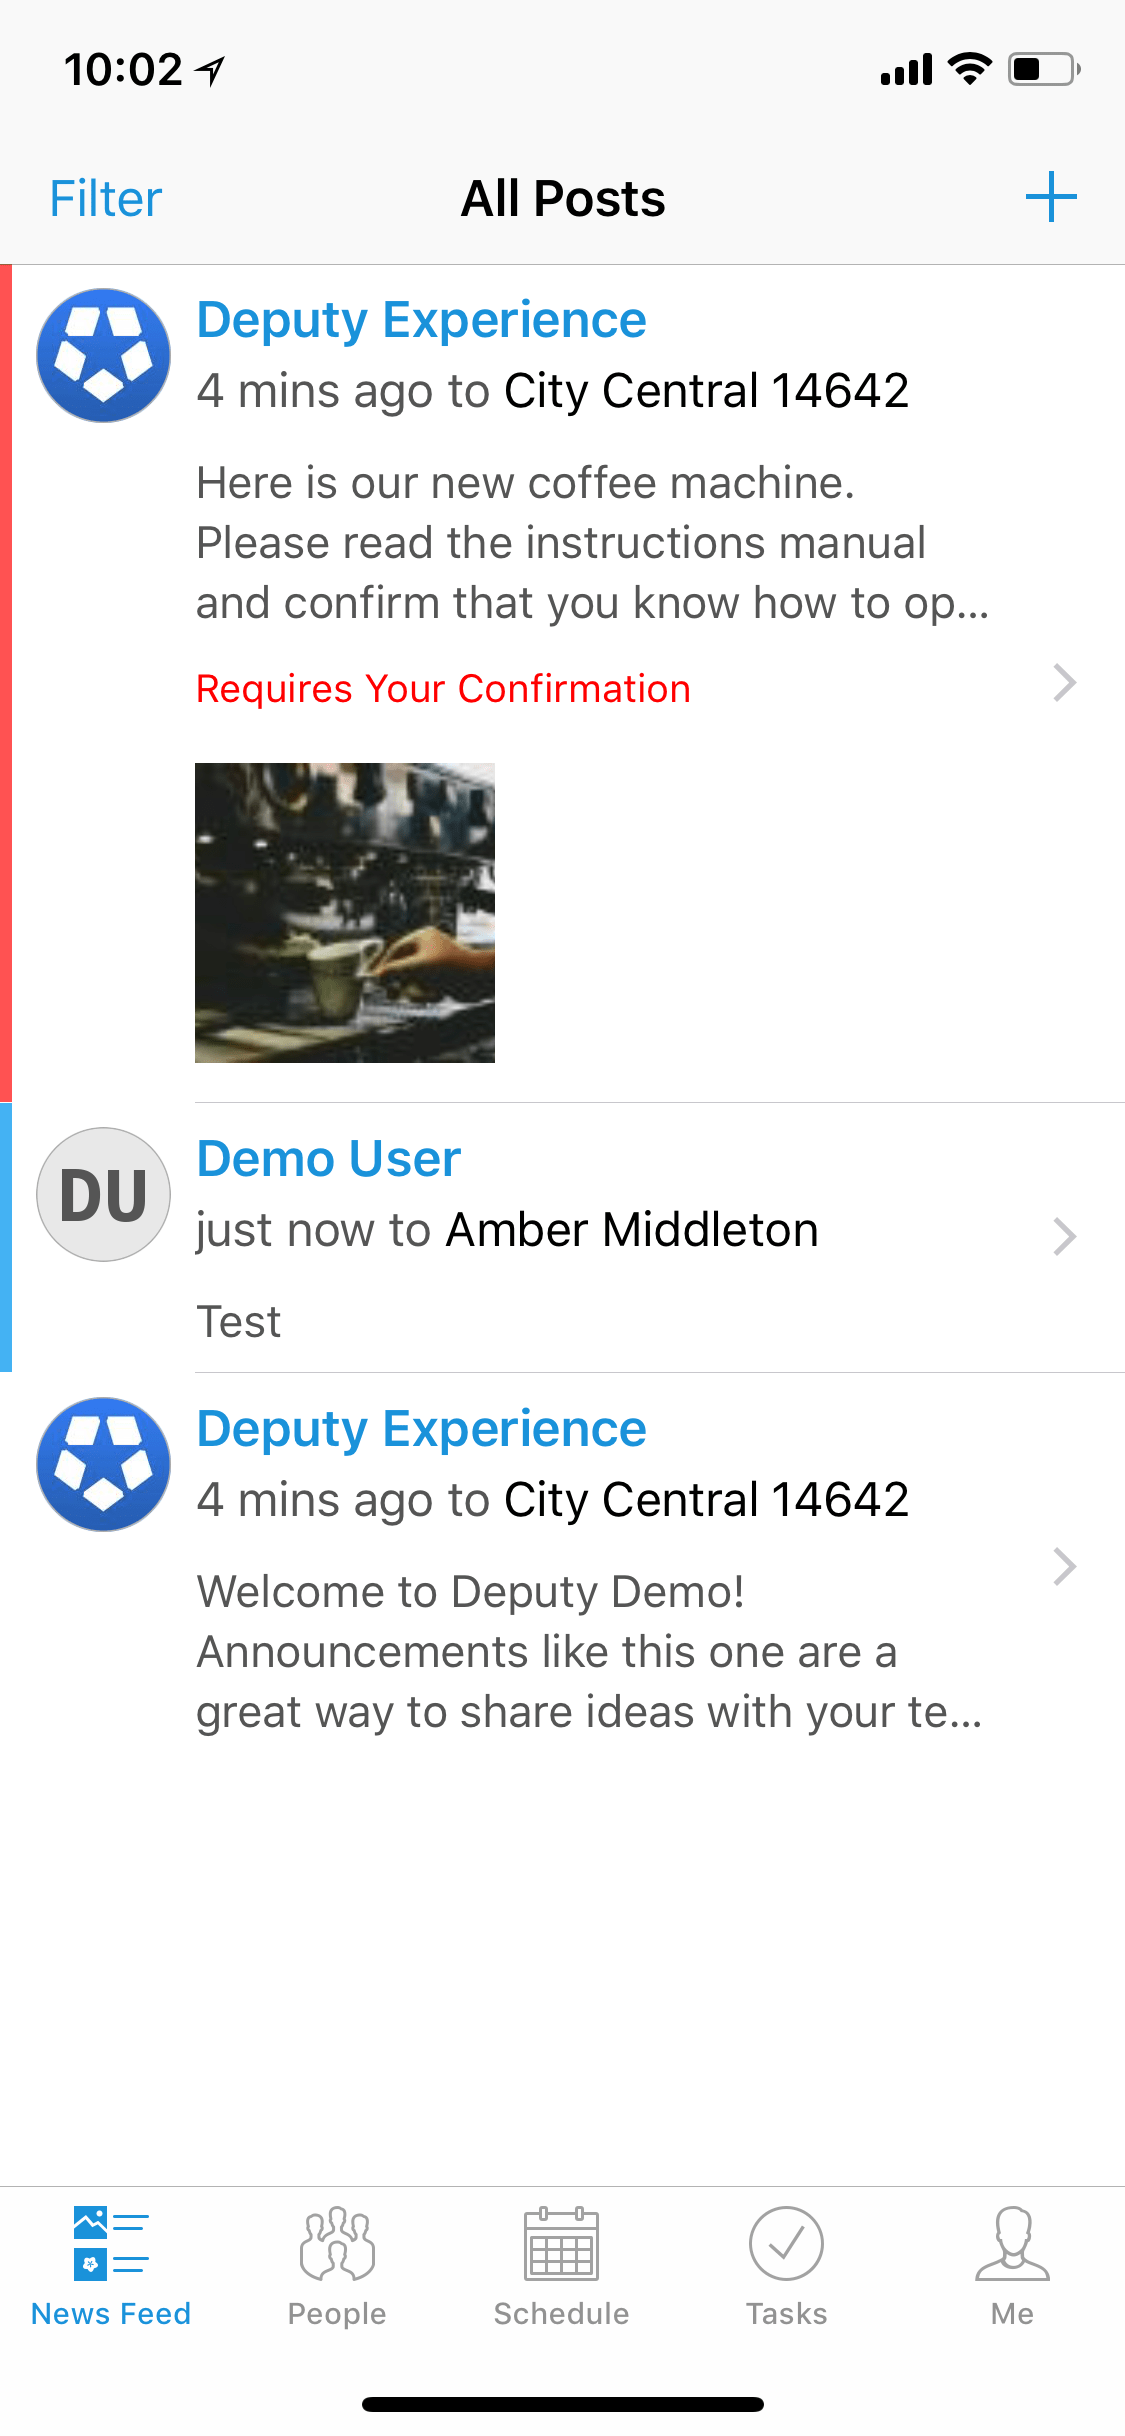 10:02
Filter
All Posts
Deputy Experience
4 mins ago to City Central 14642
Here is our new coffee machine.
Please read the instructions manual
and confirm that you know how to op...
Requires Your Confirmation
DU
Demo User
just now to Amber Middleton
Test
Deputy Experience
4 mins ago to City Central 14642
Welcome to Deputy Demo!
Announcements like this one are a
great way to share ideas with your te...
News Feed
People
Schedule
Tasks
Me